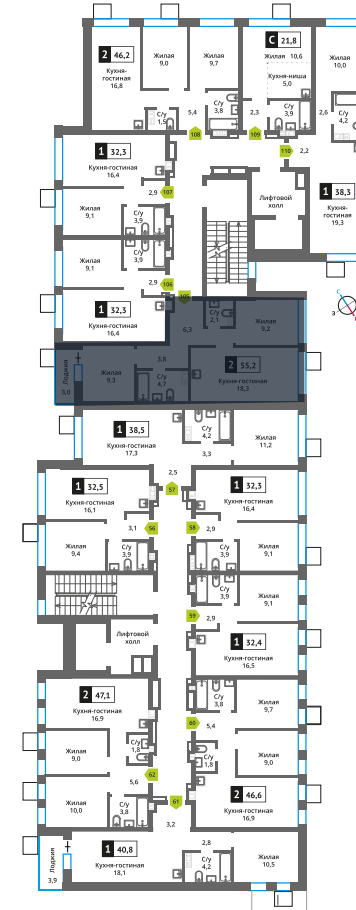 2 46,2
Кухня-
гостиная
16,8
Жилая
9,0
Жилая
9,7
С 21,8
Жилая 10,6
Кухня-ниша
5,0
Жилая
10,0
С/у
1,5
5,4
С/у
3,8
2,3
С/у
3,9
2,6
С/у
4,2
108
109
110
2,2
1 32,3
Кухня-гостиная
16,4
2,9
107
Жилая
9,1
С/у
3,9
Лифтовой
холл
1 38,3
Кухня-
гостиная
19,3
Жилая
9,1
С/у
3,9
2,9
106
1 32,3
Кухня-гостиная
16,4
105
С
З
6,3
С/у
2,1
Жилая
9,2
Лоджия
3,0
Жилая
9,3
3,8
С/у
4,7
2 55,2
Кухня-гостиная
18,3
1 38,5
Кухня-гостиная
17,3
С/у
4,2
3,3
Жилая
11,2
2,5
57
1 32,5
Кухня-гостиная
16,1
1 32,3
Кухня-гостиная
16,4
3,1
56
58
2,9
Жилая
9,4
С/у
3,9
С/у
3,9
Жилая
9,1
С/у
3,9
Жилая
9,1
59
2,9
Лифтовой
холл
1 32,4
Кухня-гостиная
16,5
2 47,1
Кухня-гостиная
16,9
С/у
3,8
Жилая
9,7
60
5,4
Жилая
9,0
С/у
1,8
С/у
1,8
Жилая
9,0
62
5,6
Жилая
10,0
С/у
3,8
61
2 46,6
Кухня-гостиная
16,9
3,2
Лоджия
3,9
1 40,8
Кухня-гостиная
18,1
2,8
С/у
4,2
Жилая
10,5